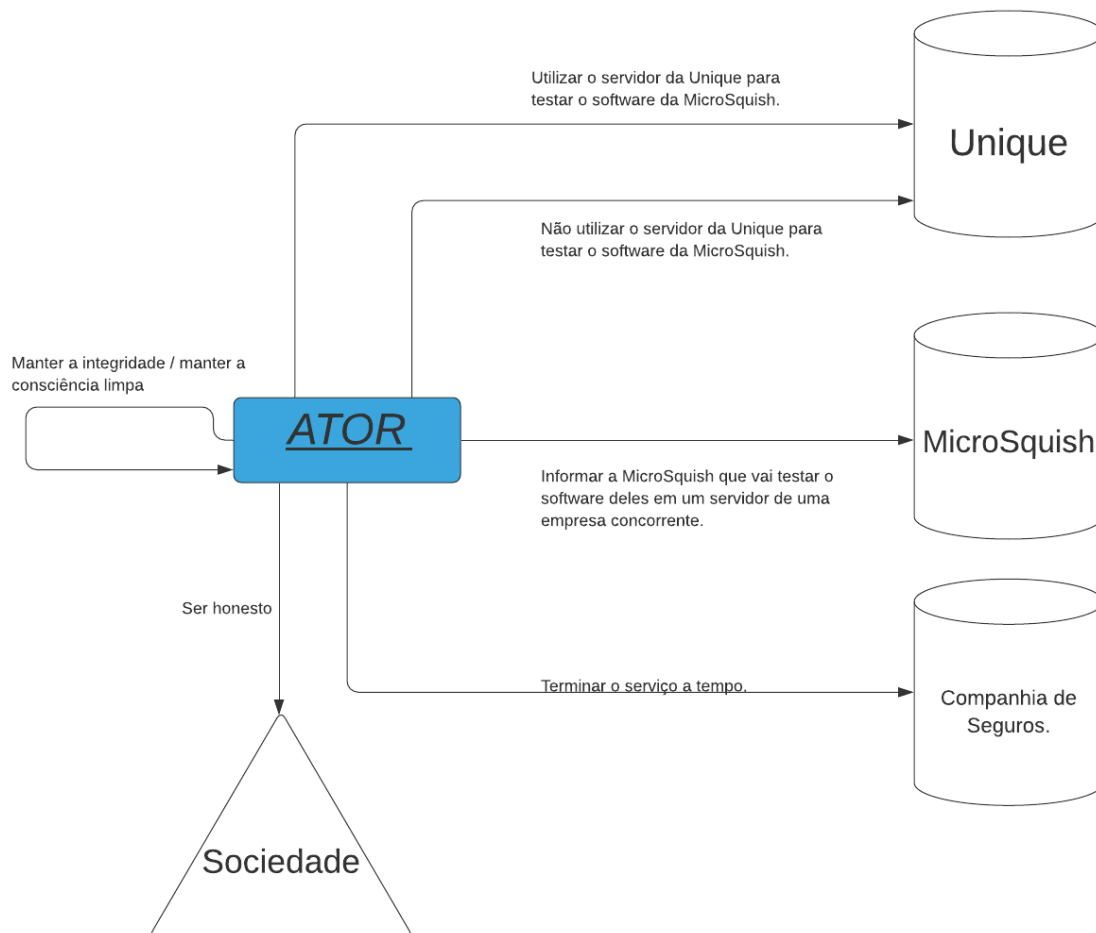 Utilizar o servidor da Unique para
testar o software da MicroSquish.
Unique
Não utilizar o servidor da Unique para
testar o software da MicroSquish.
Manter a integridade / manter a
consciência limpa
ATOR
MicroSquish
Informar a MicroSquish que vai testar o
software deles em um servidor de uma
empresa concorrente.
Ser honesto
Terminar o serviço a tempo.
Companhia de
Seguros.
Sociedade